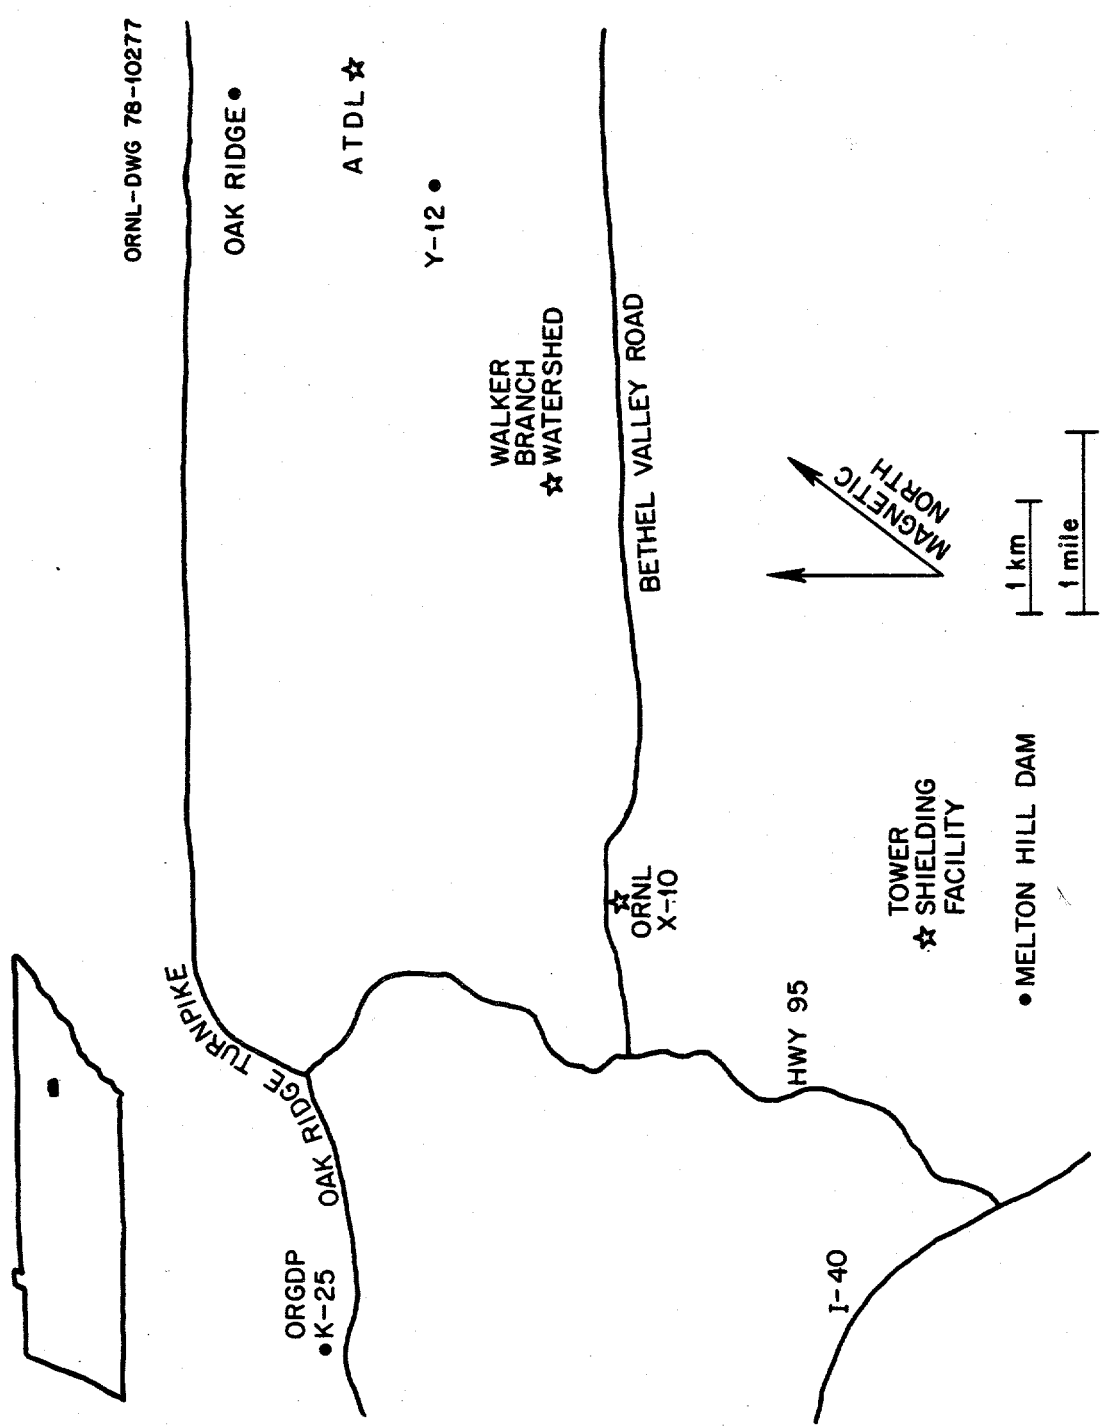 ORNL-DWG 78-10277
OAK RIDGE TURNPIKE
OAK RIDGE
ATDL
ORGDP
K-25
Y-12
WALKER
BRANCH
WATERSHED
BETHEL VALLEY ROAD
ORNL
X-10
HWY 95
I-40
MAGNETIC
NORTH
TOWER
SHIELDING
FACILITY
MELTON HILL DAM
1 km
1 mile